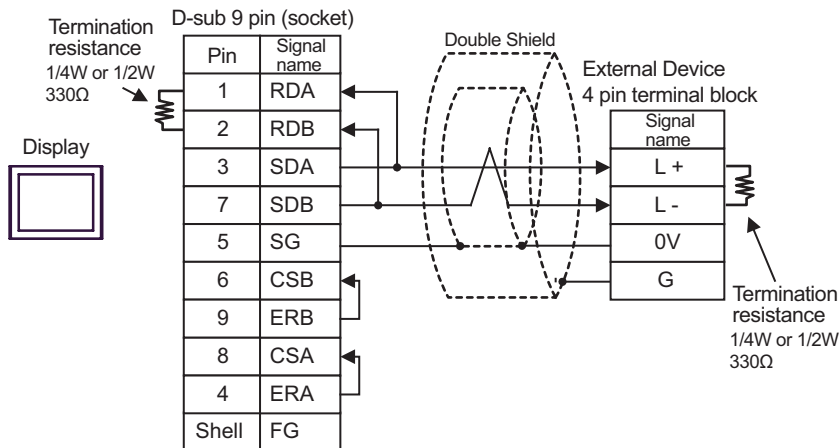 D-sub 9 pin (socket)
Termination
resistance
1/4W or 1/2W
330Ω
Display
Pin Signal name
1 RDA
2 RDB
3 SDA
7 SDB
5 SG
6 CSB
9 ERB
8 CSA
4 ERA
Shell FG
Double Shield
External Device
4 pin terminal block
Signal
name
L +
L -
0V
G
Termination
resistance
1/4W or 1/2W
330Ω